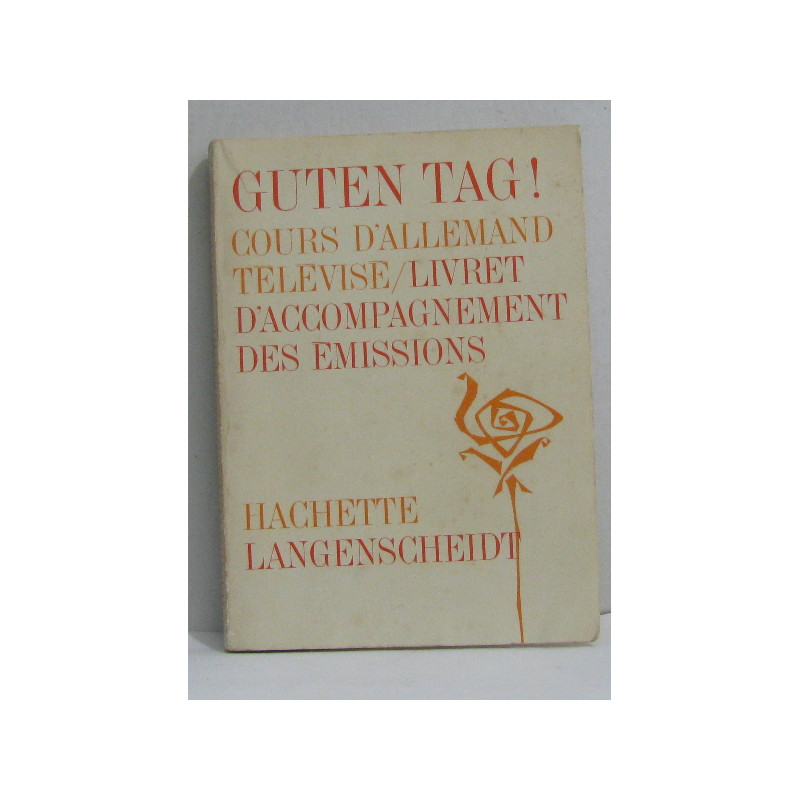 GUTEN TAG!
COURS D'ALLEMAND
TELEVISE/LIVRET
D'ACCOMPAGNEMENT
DES EMISSIONS
HACHETTE
LANGENSCHEIDT